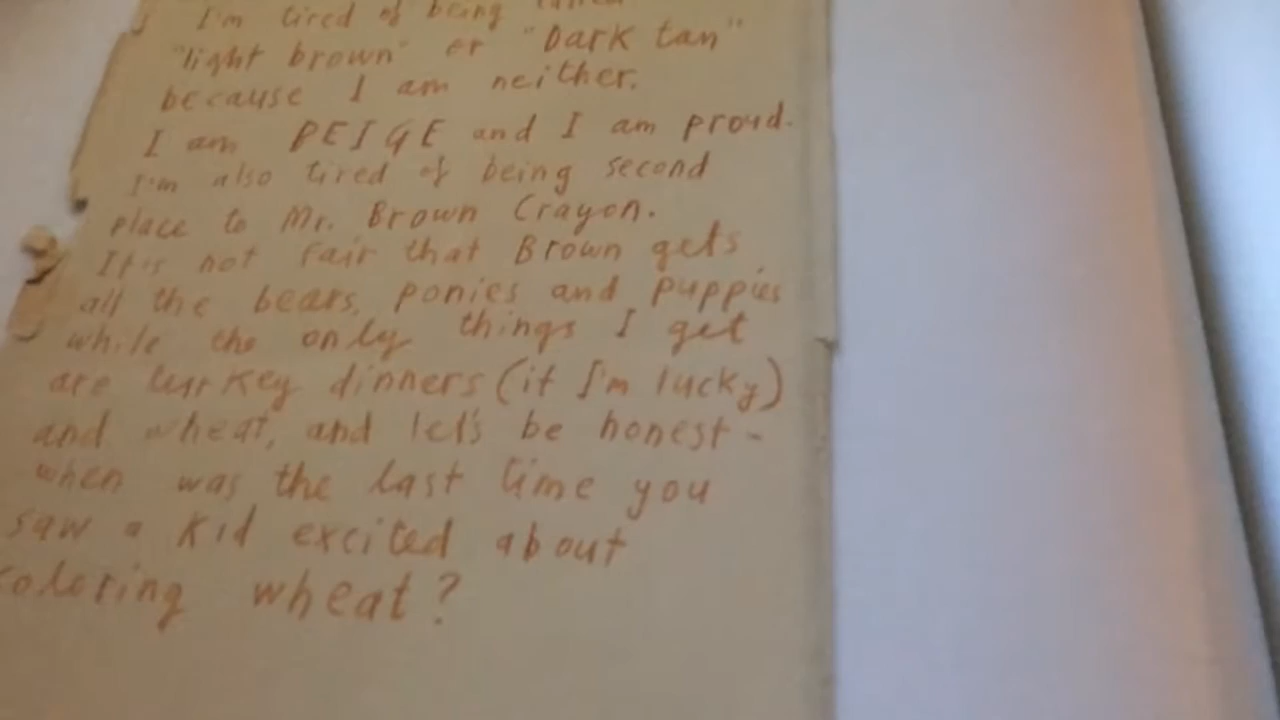 I'm tired of being called
"light brown" or "Dark tan"
because I am neither.
I am BEIGE and I am proud.
I'm also tired of being second
place to Mr. Brown Crayon.
It's not fair that Brown gets
all the bears, ponies and puppies
while the only things I get
are turkey dinners (if I'm lucky)
and wheat, and let's be honest -
when was the last time you
saw a kid excited about
coloring wheat?